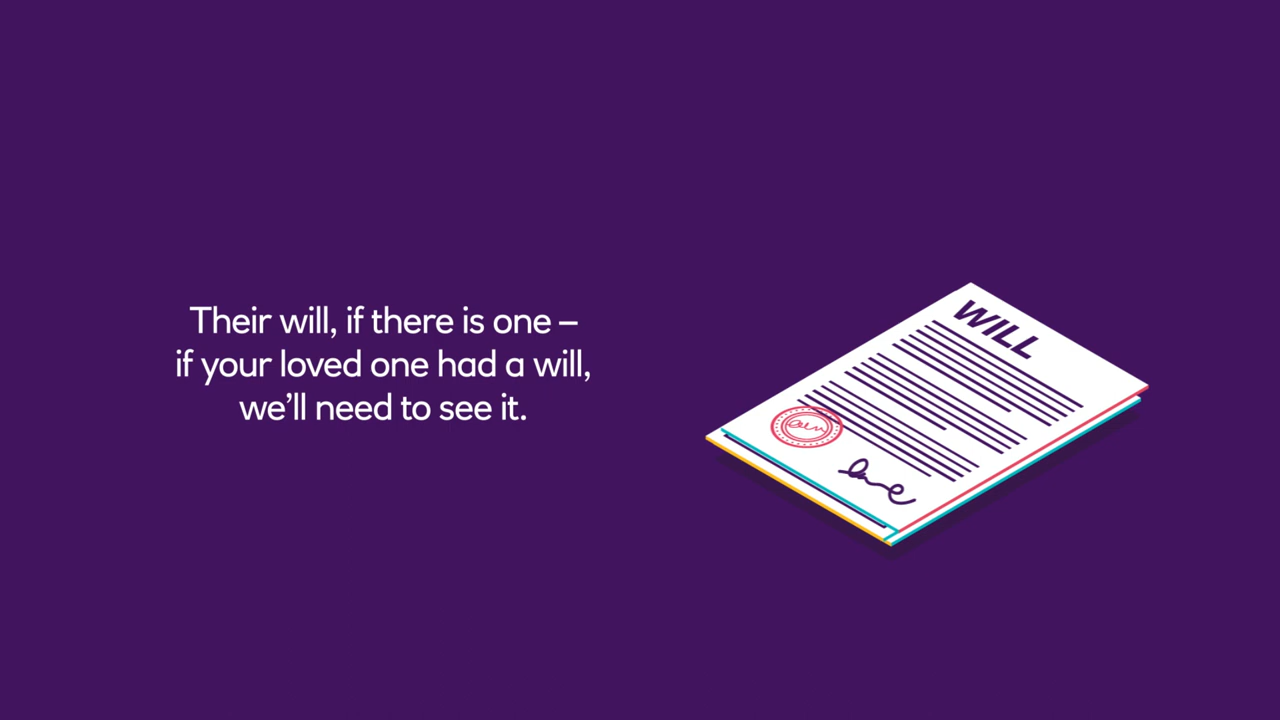 Their will, if there is one –
if your loved one had a will,
we’ll need to see it.
WILL